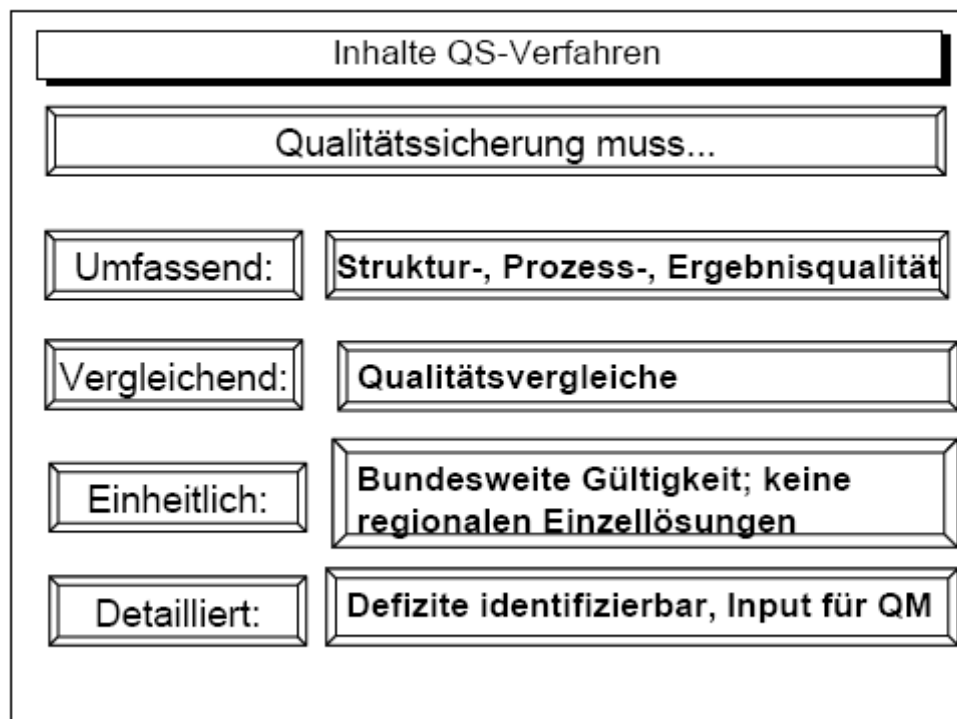 Inhalte QS-Verfahren
Qualitätssicherung muss...
Umfassend: Struktur-, Prozess-, Ergebnisqualität
Vergleichend: Qualitätsvergleiche
Einheitlich: Bundesweite Gültigkeit; keine
regionalen Einzellösungen
Detailliert: Defizite identifizierbar, Input für QM